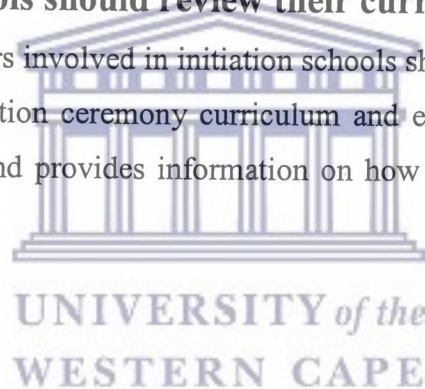 ols should review their curr
rs involved in initiation schools sh
tion ceremony curriculum and e
nd provides information on how
UNIVERSITY of the
WESTERN CAPE